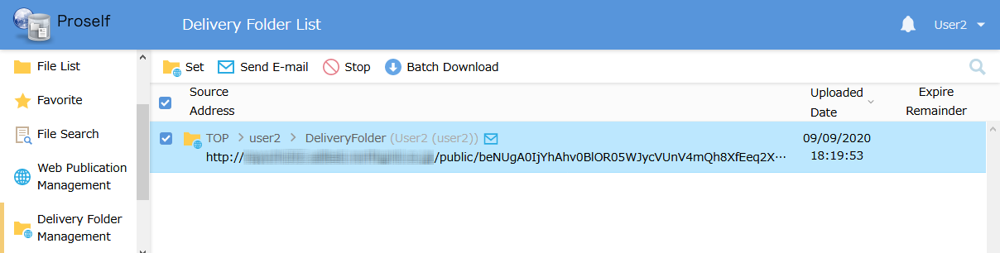 Proself
Delivery Folder List
User2
File List
Favorite
File Search
Web Publication
Management
Delivery Folder
Management
Set
Send E-mail
Stop
Batch Download
Source
Address
Uploaded
Date
Expire
Remainder
TOP > user2 > DeliveryFolder (User2 (user2))
09/09/2020
http:// /public/beNUgA0IjYhAhv0BlOR05WJycVUnV4mQh8XfEeq2X⋯
18:19:53